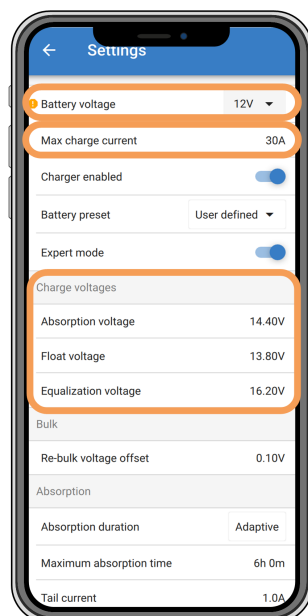 Settings
Battery voltage 12V
Max charge current 30A
Charger enabled
Battery preset User defined
Expert mode
Charge voltages
Absorption voltage 14.40V
Float voltage 13.80V
Equalization voltage 16.20V
Bulk
Re-bulk voltage offset 0.10V
Absorption
Absorption duration Adaptive
Maximum absorption time 6h 0m
Tail current 1.0A